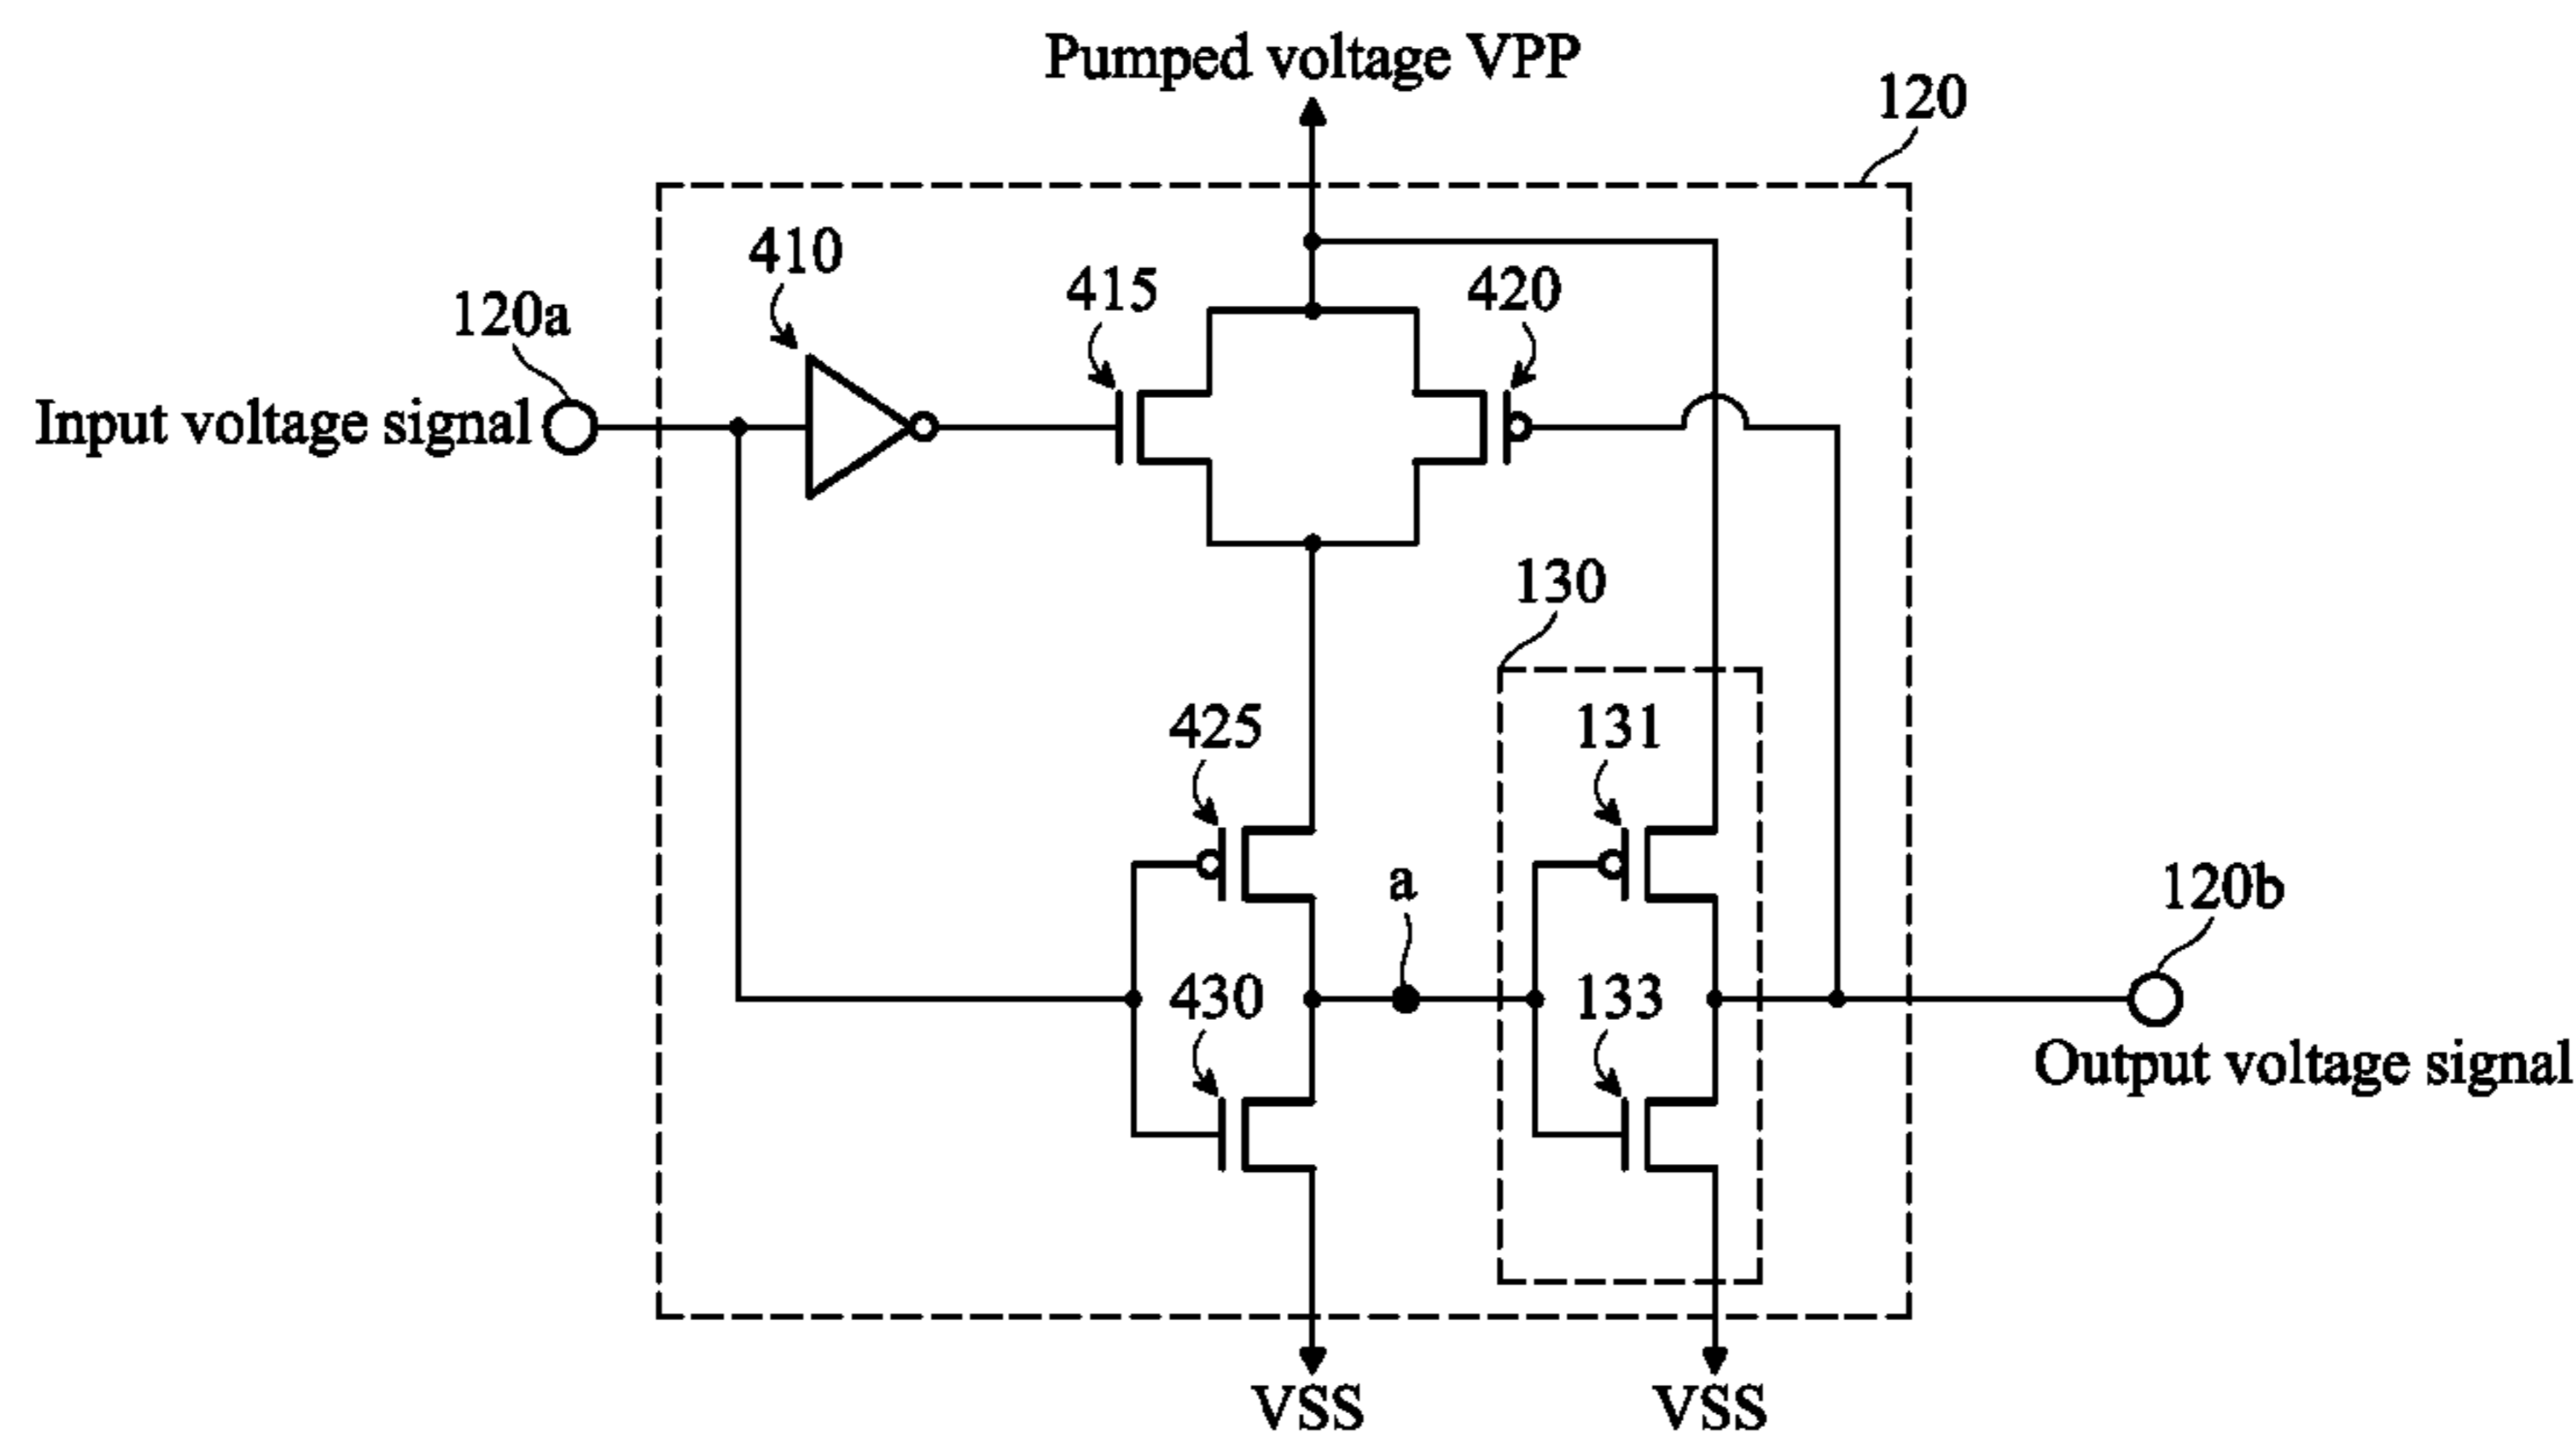 Pumped voltage VPP
120
410
415
420
120a
Input voltage signal
130
425
131
a
120b
430
133
Output voltage signal
VSS
VSS